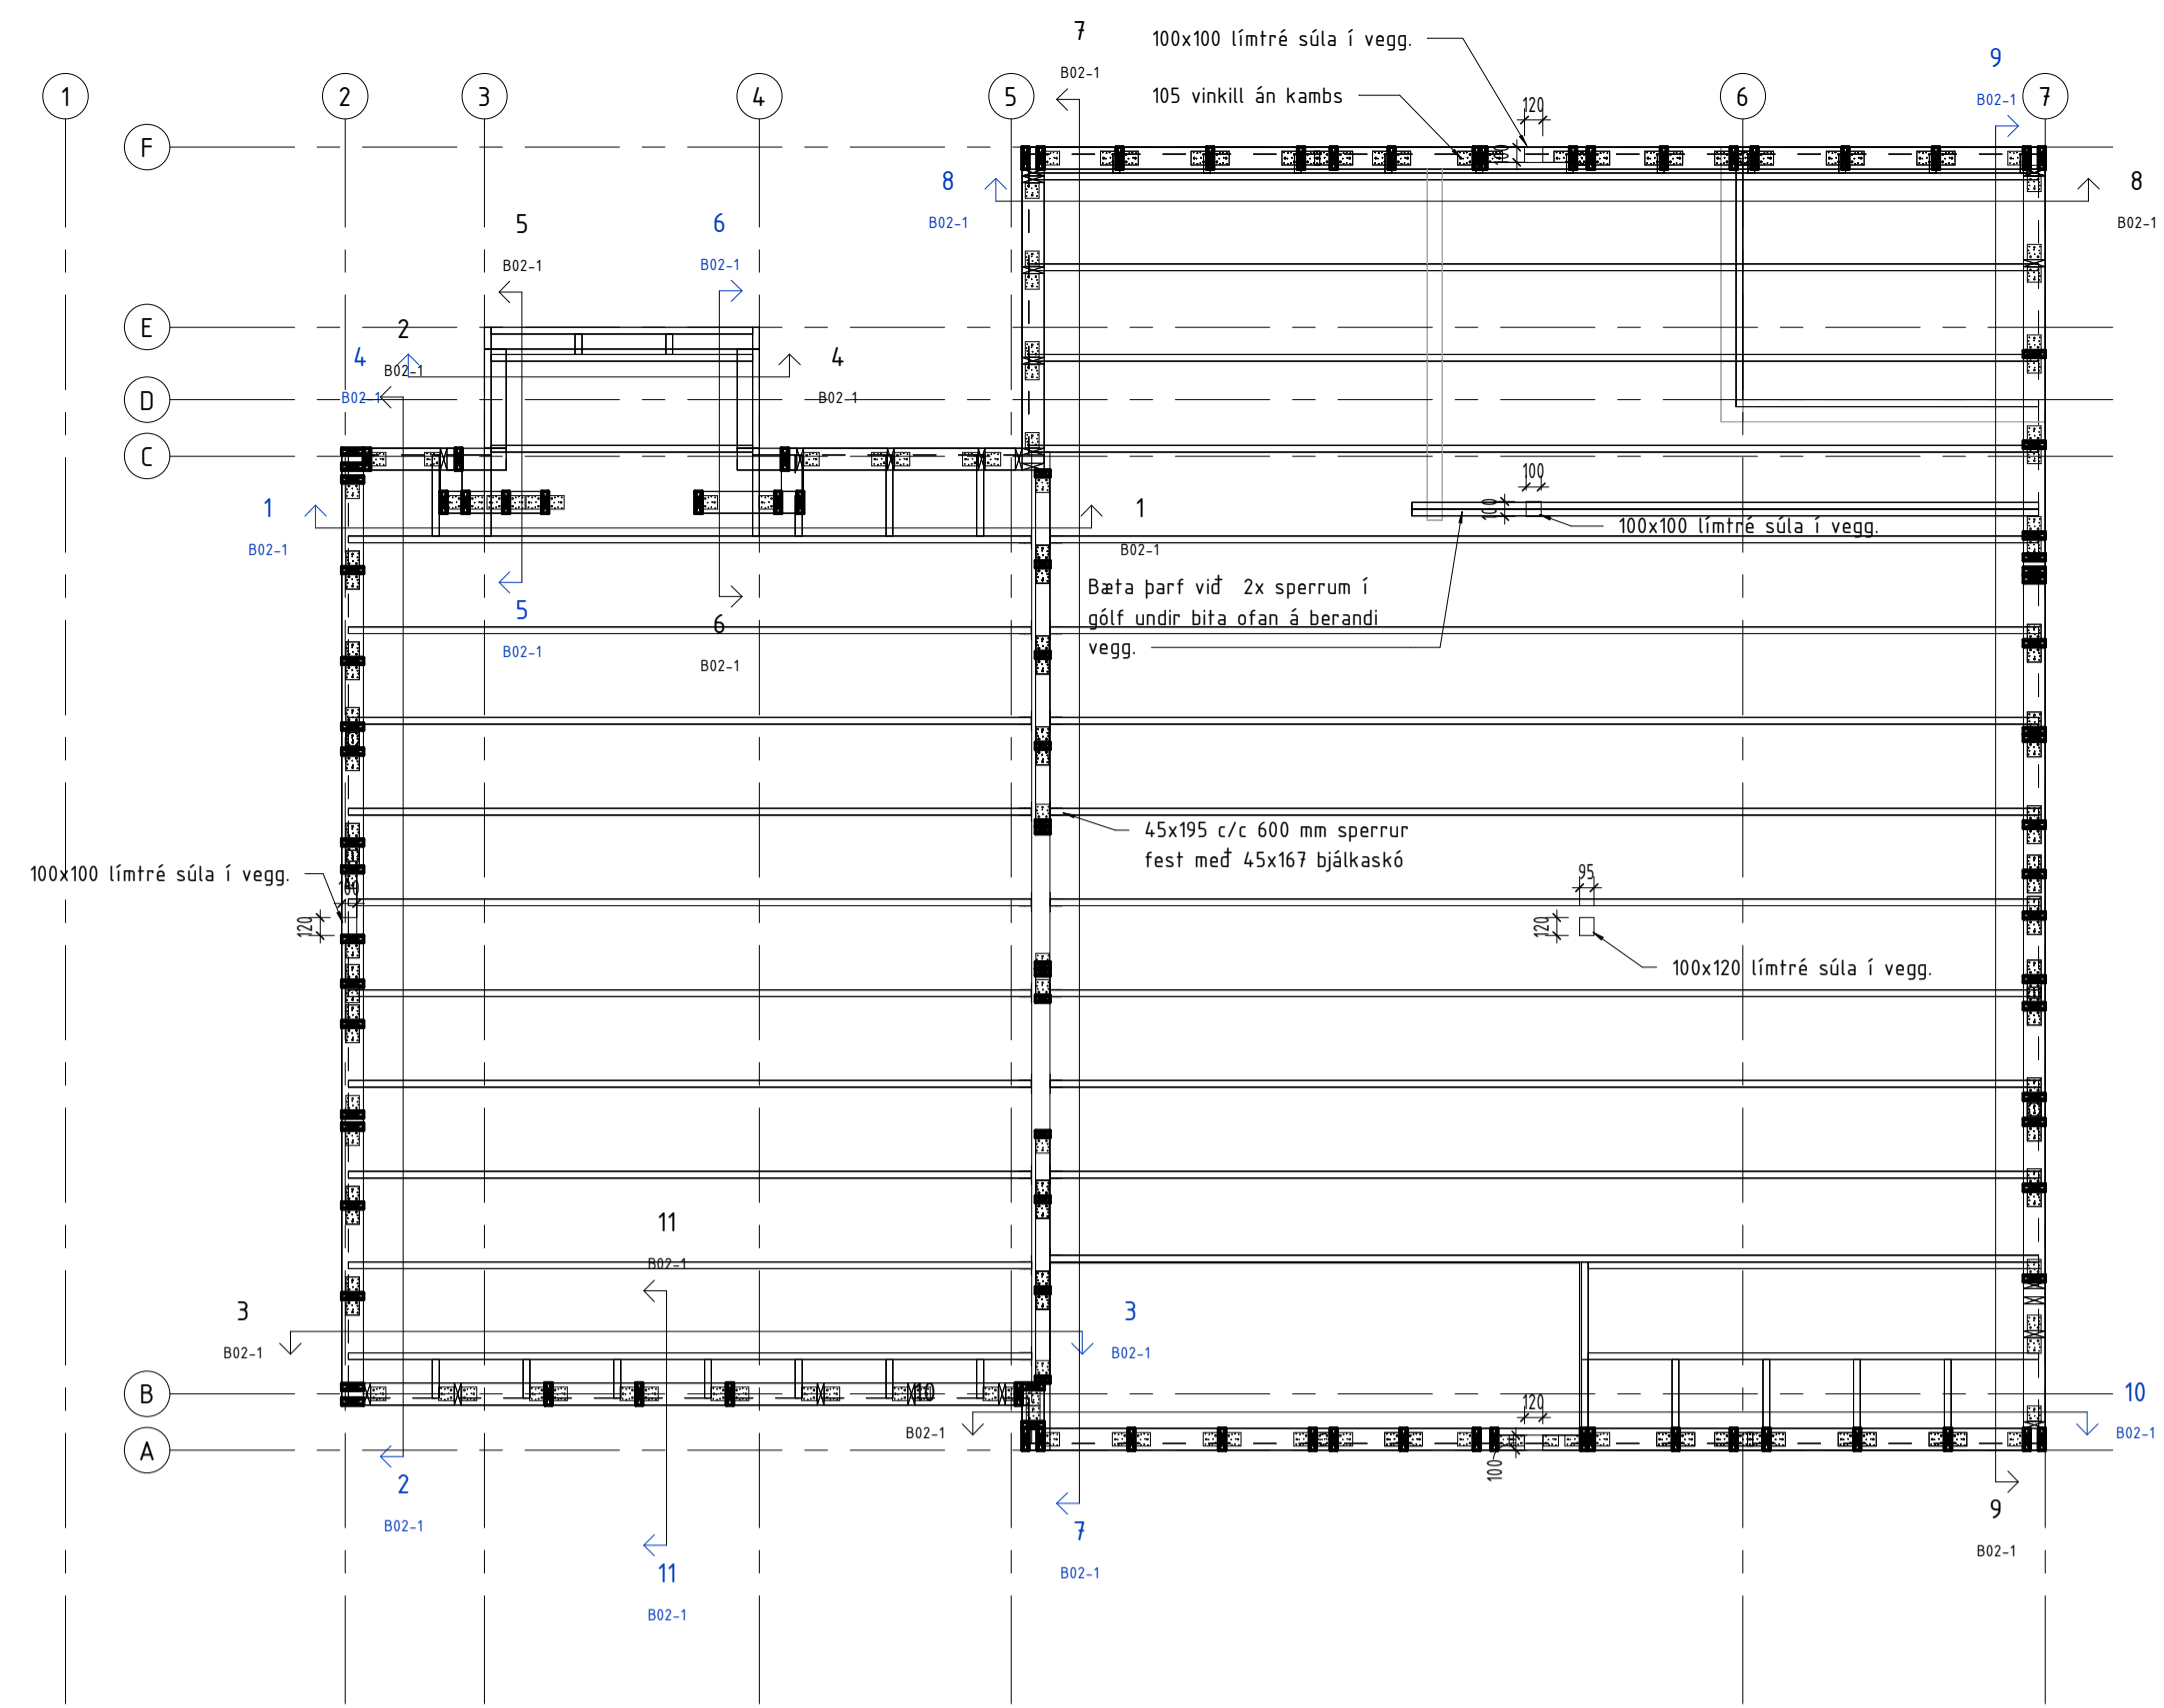 7
B02-1
100x100 límtré súla í vegg.
9
B02-1
105 vinkill án kambs
120
1
2
3
4
5
6
7
F
100
8
B02-1
8
B02-1
5
B02-1
6
B02-1
E
2
B02-1
4
B02-1
4
B02-1
D
C
100
100
1
B02-1
1
B02-1
100x100 límtré súla í vegg.
Bæta þarf við 2x sperrum í
gólf undir bita ofan á berandi
vegg.
5
B02-1
6
B02-1
45x195 c/c 600 mm sperrur
fest með 45x167 bjálkaskó
100x100 límtré súla í vegg.
120
95
120
100x120 límtré súla í vegg.
11
B02-1
3
B02-1
3
B02-1
B
10
B02-1
120
10
B02-1
A
100
2
B02-1
7
B02-1
9
B02-1
11
B02-1